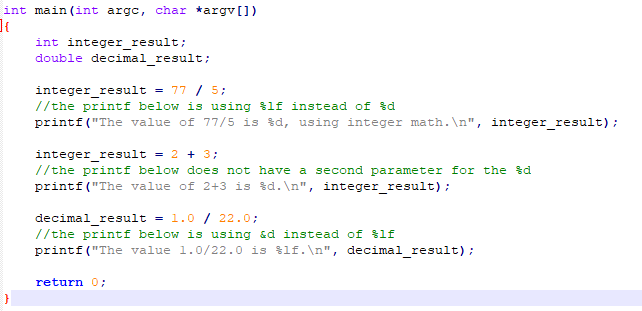 int main(int argc, char *argv[])
{
int integer_result;
double decimal_result;
integer_result = 77 / 5;
//the printf below is using %lf instead of %d
printf("The value of 77/5 is %d, using integer math.\n", integer_result);
integer_result = 2 + 3;
//the printf below does not have a second parameter for the %d
printf("The value of 2+3 is %d.\n", integer_result);
decimal_result = 1.0 / 22.0;
//the printf below is using &d instead of %lf
printf("The value 1.0/22.0 is %lf.\n", decimal_result);
return 0;
}